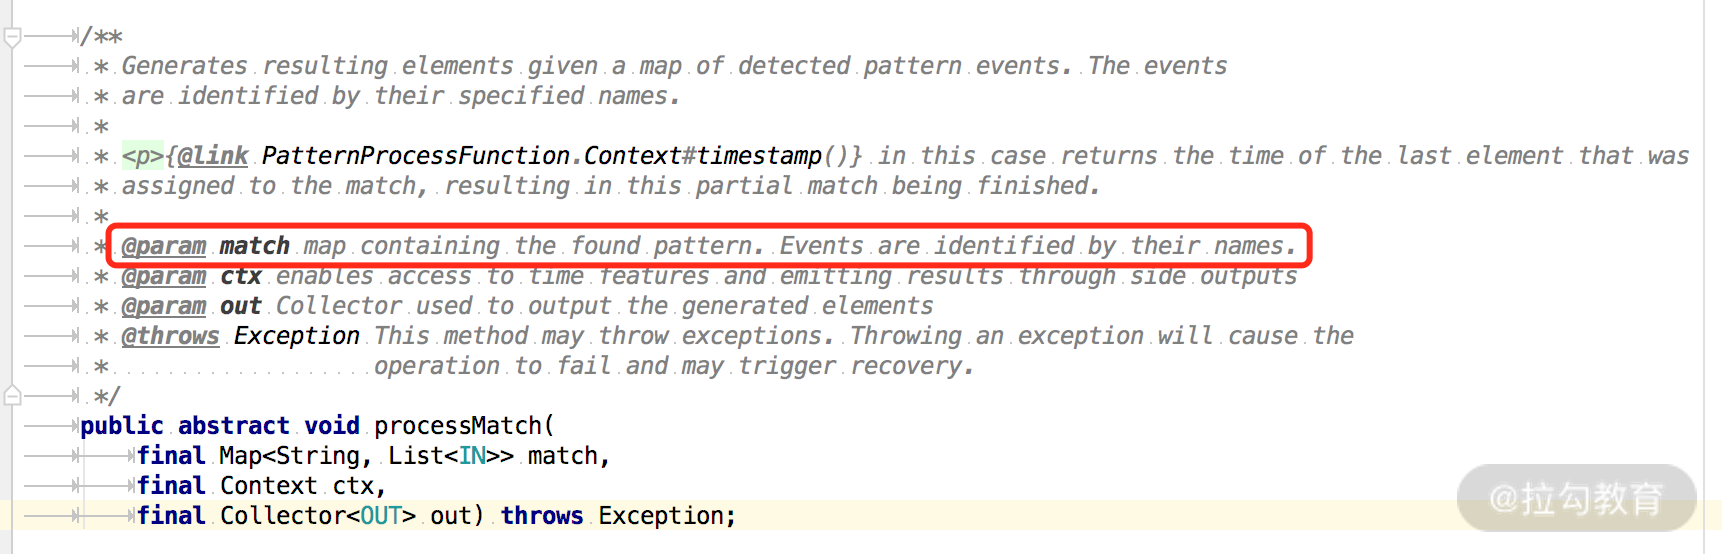 /**
* Generates resulting elements given a map of detected pattern events. The events
* are identified by their specified names.
*
* <p>{@link PatternProcessFunction.Context#timestamp()} in this case returns the time of the last element that was
* assigned to the match, resulting in this partial match being finished.
*
* @param match map containing the found pattern. Events are identified by their names.
* @param ctx enables access to time features and emitting results through side outputs
* @param out Collector used to output the generated elements
* @throws Exception This method may throw exceptions. Throwing an exception will cause the
* operation to fail and may trigger recovery.
*/
public abstract void processMatch(
final Map<String, List<IN>> match,
final Context ctx,
final Collector<OUT> out) throws Exception;
@拉勾教育